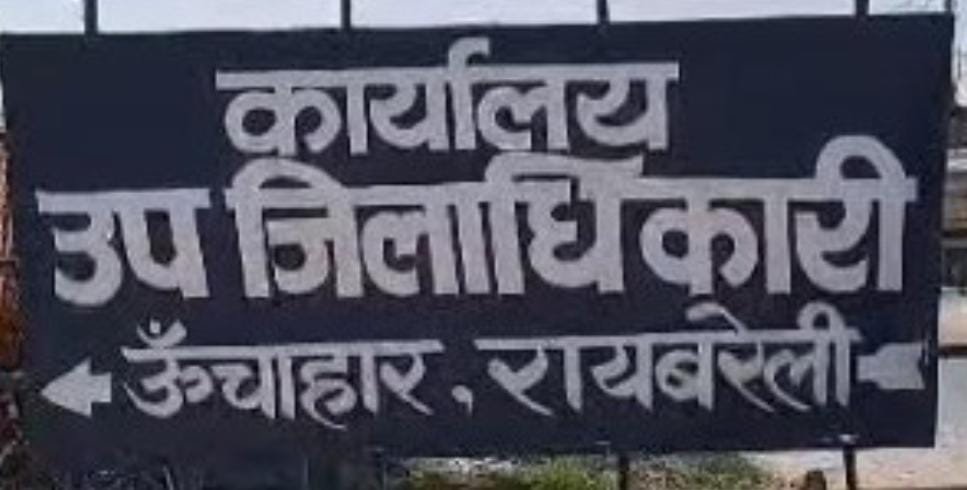 कार्यालय
उप जिलाधिकारी
ऊँचाहार, रायबरेली